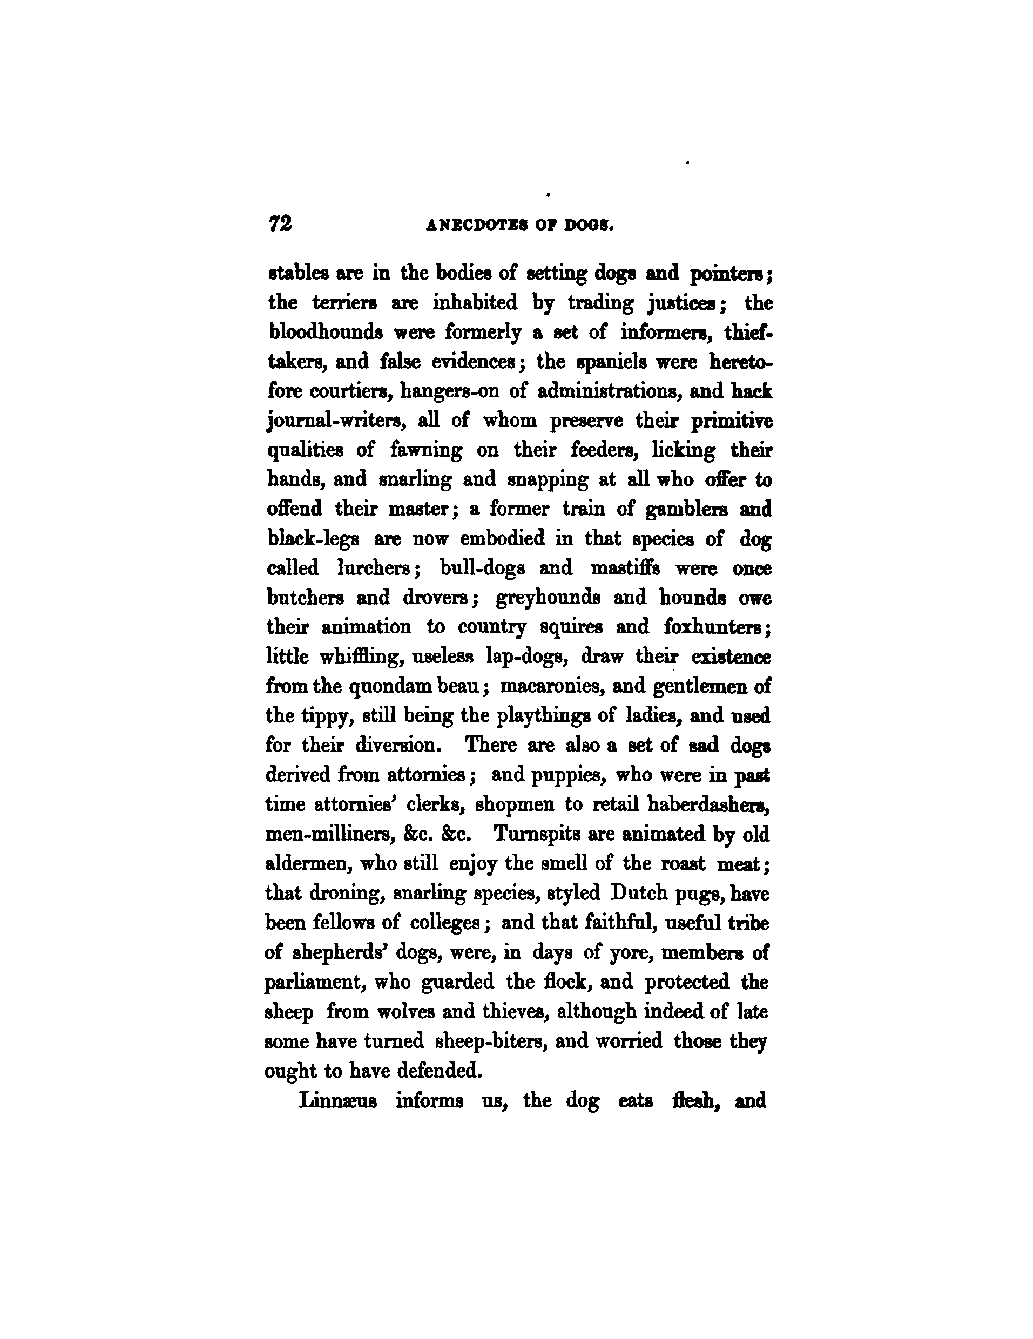 72 ANECDOTES OF DOGS.
stables are in the bodies of setting dogs and pointers;
the terriers are inhabited by trading justices; the
bloodhounds were formerly a set of informers, thief-
takers, and false evidences; the spaniels were hereto-
fore courtiers, hangers-on of administrations, and hack
journal-writers, all of whom preserve their primitive
qualities of fawning on their feeders, licking their
hands, and snarling and snapping at all who offer to
offend their master; a former train of gamblers and
black-legs are now embodied in that species of dog
called lurchers; bull-dogs and mastiffs were once
butchers and drovers; greyhounds and hounds owe
their animation to country squires and foxhunters;
little whiffling, useless lap-dogs, draw their existence
from the quondam beau; macaronies, and gentlemen of
the tippy, still being the playthings of ladies, and used
for their diversion. There are also a set of sad dogs
derived from attornies; and puppies, who were in past
time attornies' clerks, shopmen to retail haberdashers,
men-milliners, &c. &c. Turnspits are animated by old
aldermen, who still enjoy the smell of the roast meat;
that droning, snarling species, styled Dutch pugs, have
been fellows of colleges; and that faithful, useful tribe
of shepherds' dogs, were, in days of yore, members of
parliament, who guarded the flock, and protected the
sheep from wolves and thieves, although indeed of late
some have turned sheep-biters, and worried those they
ought to have defended.
Linnæus informs us, the dog eats flesh, and